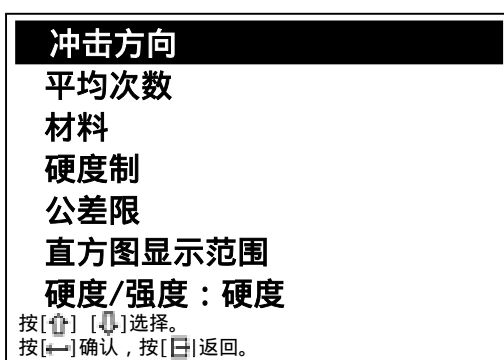 冲击方向
平均次数
材料
硬度制
公差限
直方图显示范围
硬度/强度：硬度
按[⇧] [⇩]选择。
按[↵]确认，按[]返回。